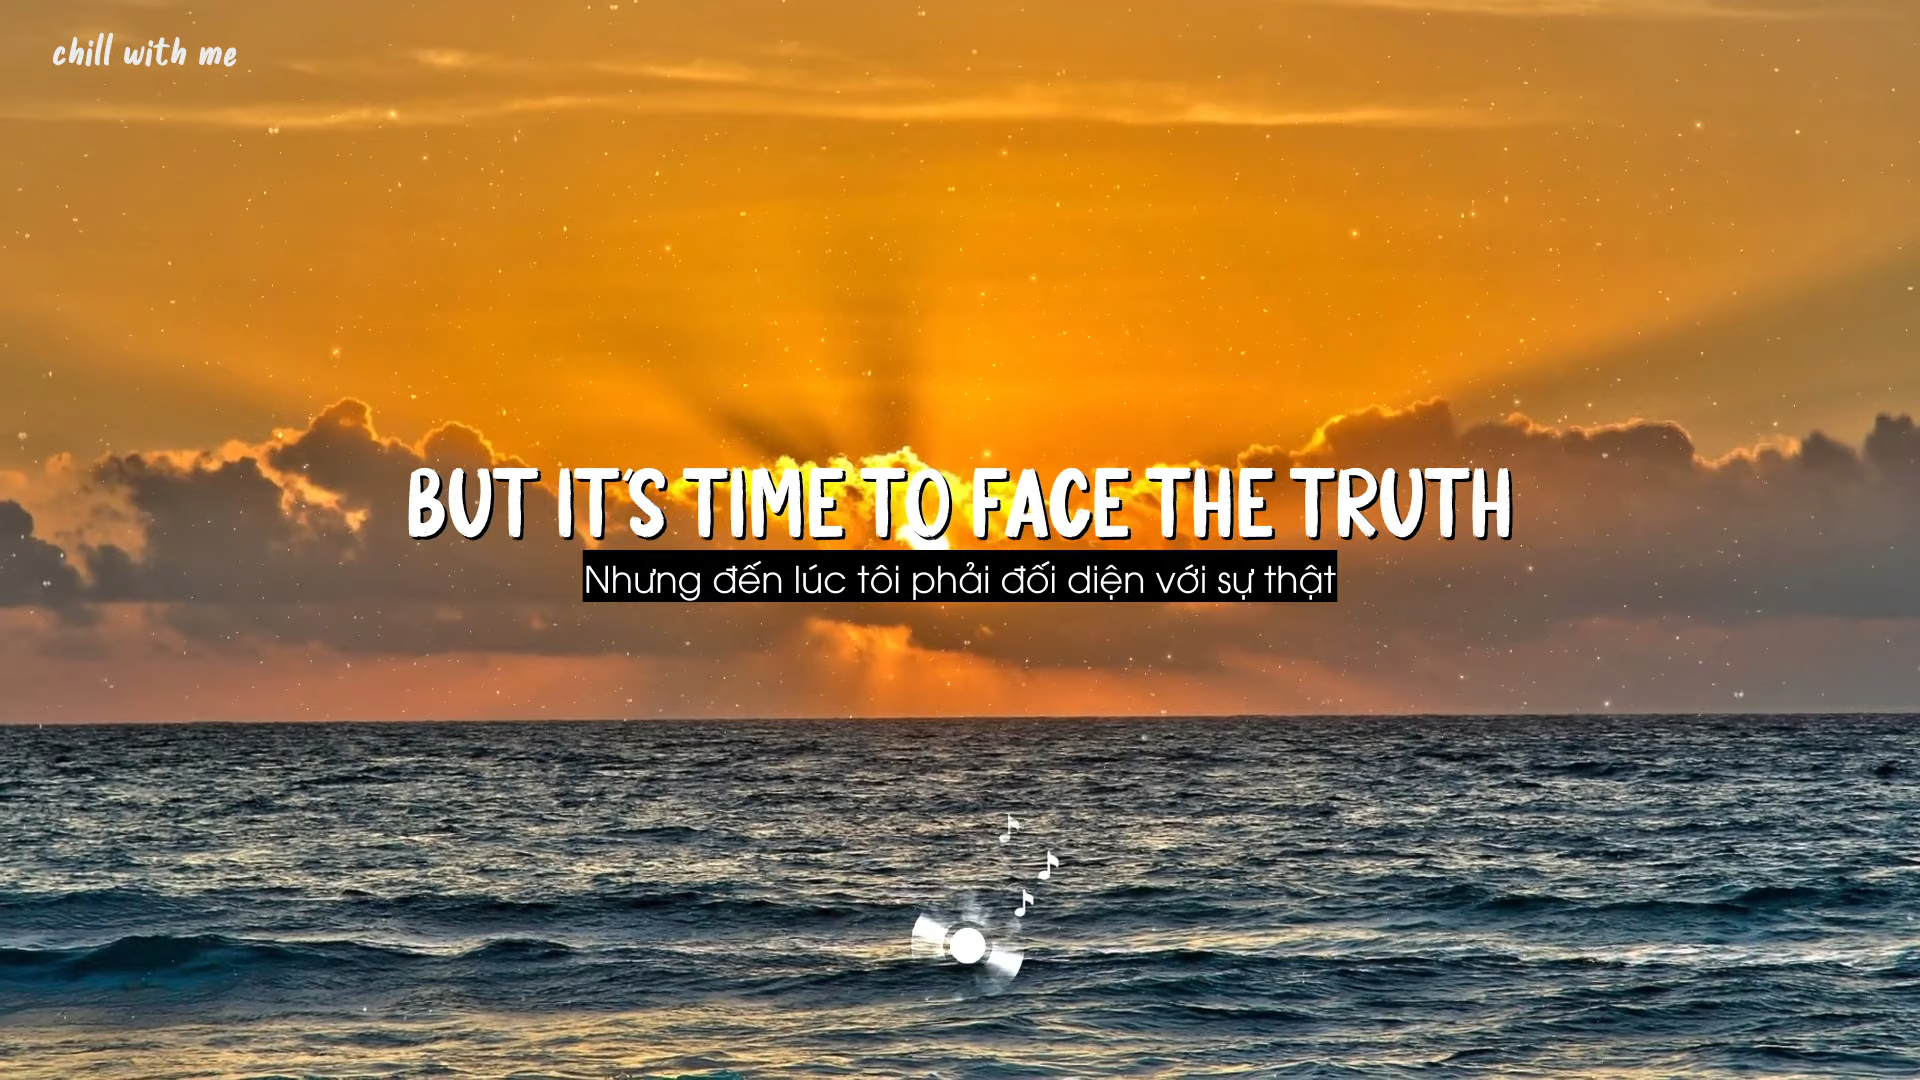 chill with me
BUT IT'S TIME TO FACE THE TRUTH
Nhưng đến lúc tôi phải đối diện với sự thật